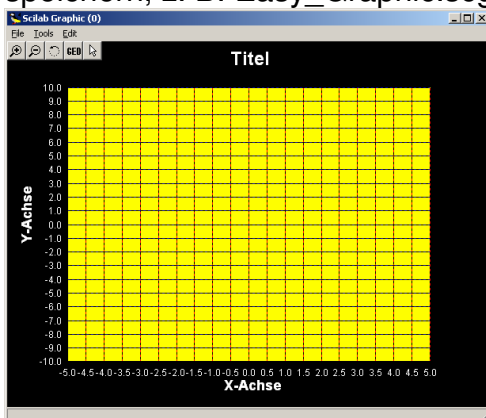 speichern, z. B. Easy_Graphic.scg
Scilab Graphic (0)
File Tools Edit
GED
Titel
10.0
9.0
8.0
7.0
6.0
5.0
4.0
3.0
2.0
1.0
0.0
-1.0
-2.0
-3.0
-4.0
-5.0
-6.0
-7.0
-8.0
-9.0
-10.0
Y-Achse
-5.0 -4.5 -4.0 -3.5 -3.0 -2.5 -2.0 -1.5 -1.0 -0.5 0.0 0.5 1.0 1.5 2.0 2.5 3.0 3.5 4.0 4.5 5.0
X-Achse